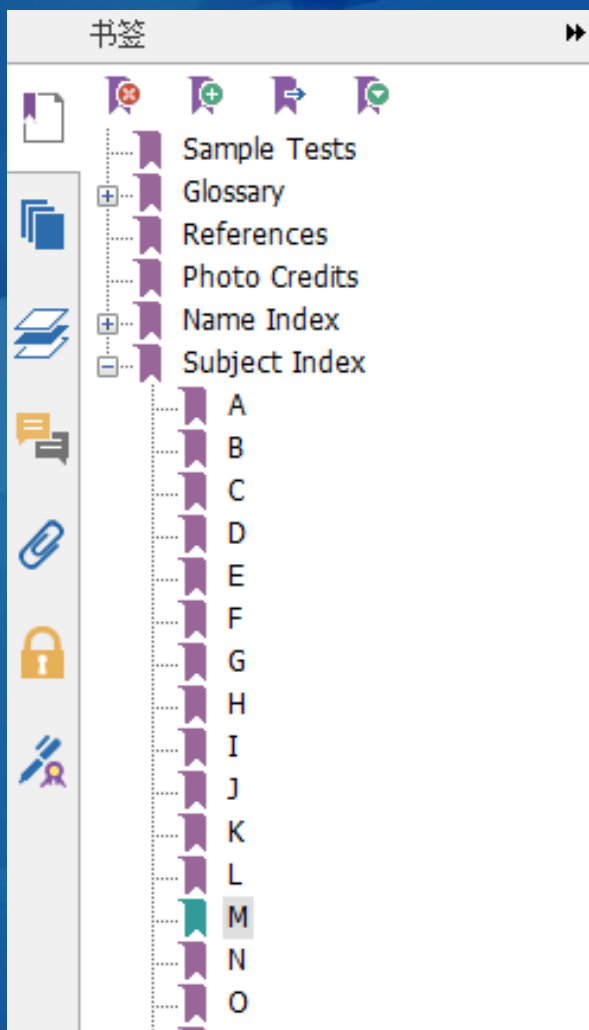 书签
Sample Tests
Glossary
References
Photo Credits
Name Index
Subject Index
A
B
C
D
E
F
G
H
I
J
K
L
M
N
O